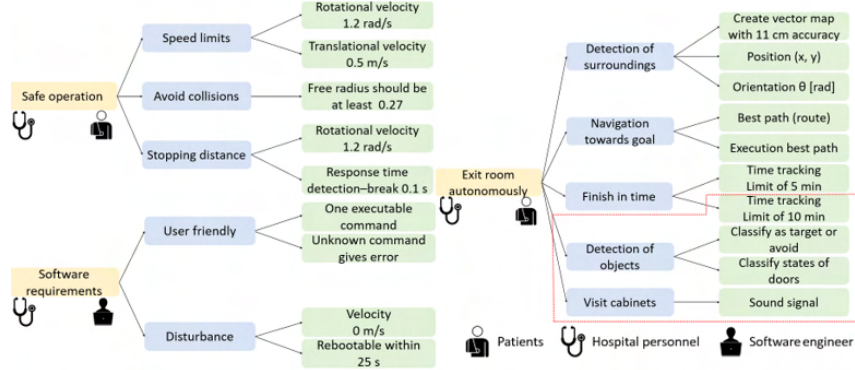 Safe operation
Speed limits
Rotational velocity
1.2 rad/s
Translational velocity
0.5 m/s
Avoid collisions
Free radius should be
at least 0.27
Stopping distance
Rotational velocity
1.2 rad/s
Response time
detection–break 0.1 s
Software
requirements
User friendly
One executable
command
Unknown command
gives error
Disturbance
Velocity
0 m/s
Rebootable within
25 s
Exit room
autonomously
Detection of
surroundings
Create vector map
with 11 cm accuracy
Position (x, y)
Orientation θ [rad]
Navigation
towards goal
Best path (route)
Execution best path
Finish in time
Time tracking
Limit of 5 min
Time tracking
Limit of 10 min
Detection of
objects
Classify as target or
avoid
Classify states of
doors
Visit cabinets
Sound signal
Patients
Hospital personnel
Software engineer